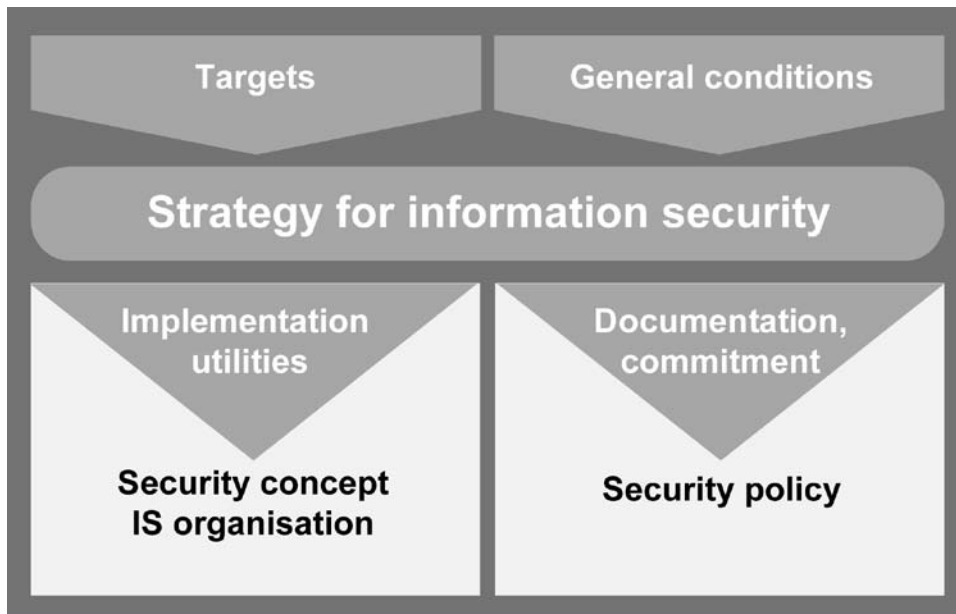 Targets
General conditions
Strategy for information security
Implementation
utilities
Documentation,
commitment
Security concept
IS organisation
Security policy